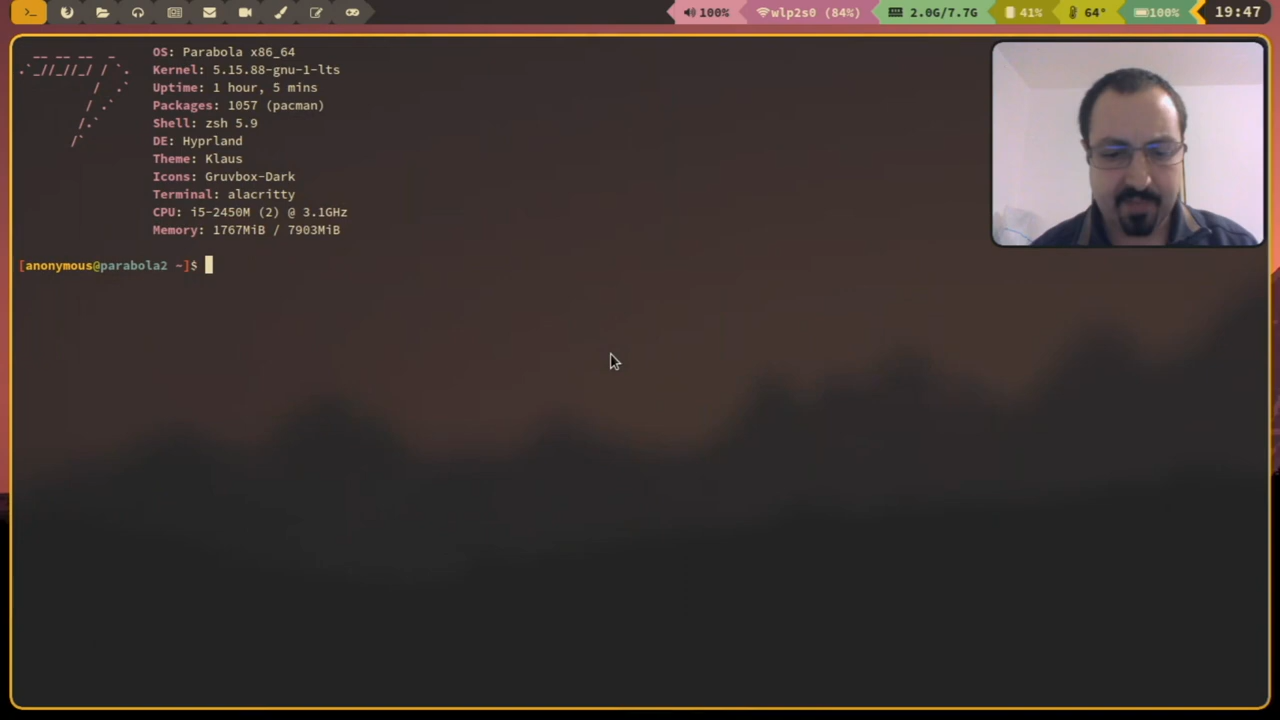 100% wlp2s0 (84%) 2.0G/7.7G 41% 64° 100% 19:47
OS: Parabola x86_64
Kernel: 5.15.88-gnu-1-lts
Uptime: 1 hour, 5 mins
Packages: 1057 (pacman)
Shell: zsh 5.9
DE: Hyprland
Theme: Klaus
Icons: Gruvbox-Dark
Terminal: alacritty
CPU: i5-2450M (2) @ 3.1GHz
Memory: 1767MiB / 7903MiB
[anonymous@parabola2 ~]$